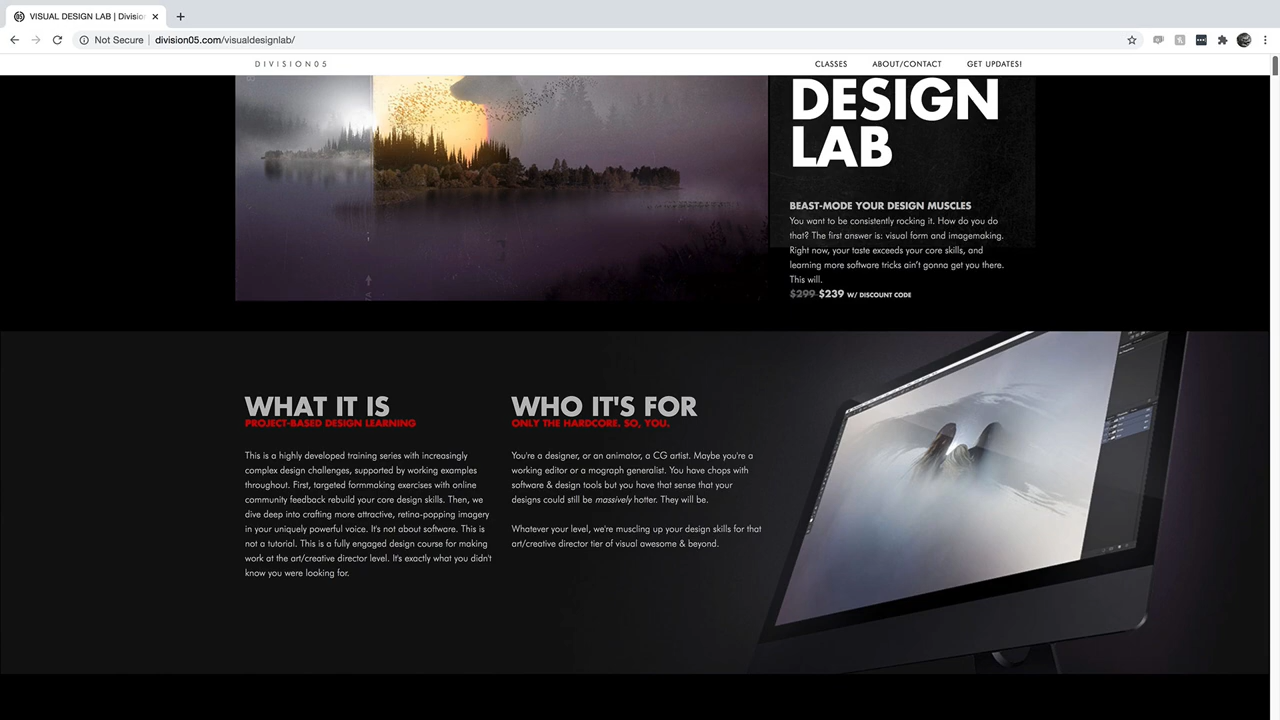 VISUAL DESIGN LAB | Division
Not Secure
division05.com/visualdesignlab/
DIVISION05
CLASSES
ABOUT/CONTACT
GET UPDATES!
DESIGN
LAB
BEAST-MODE YOUR DESIGN MUSCLES
You want to be consistently rocking it. How do you do
that? The first answer is: visual form and imagemaking.
Right now, your taste exceeds your core skills, and
learning more software tricks ain't gonna get you there.
This will.
$299 $239 W/ DISCOUNT CODE
WHAT IT IS
PROJECT-BASED DESIGN LEARNING
This is a highly developed training series with increasingly
complex design challenges, supported by working examples
throughout. First, targeted formmaking exercises with online
community feedback rebuild your core design skills. Then, we
dive deep into crafting more attractive, retina-popping imagery
in your uniquely powerful voice. It's not about software. This is
not a tutorial. This is a fully engaged design course for making
work at the art/creative director level. It's exactly what you didn't
know you were looking for.
WHO IT'S FOR
ONLY THE HARDCORE. SO, YOU.
You're a designer, or an animator, a CG artist. Maybe you're a
working editor or a mograph generalist. You have chops with
software & design tools but you have that sense that your
designs could still be massively hotter. They will be.
Whatever your level, we're muscling up your design skills for that
art/creative director tier of visual awesome & beyond.